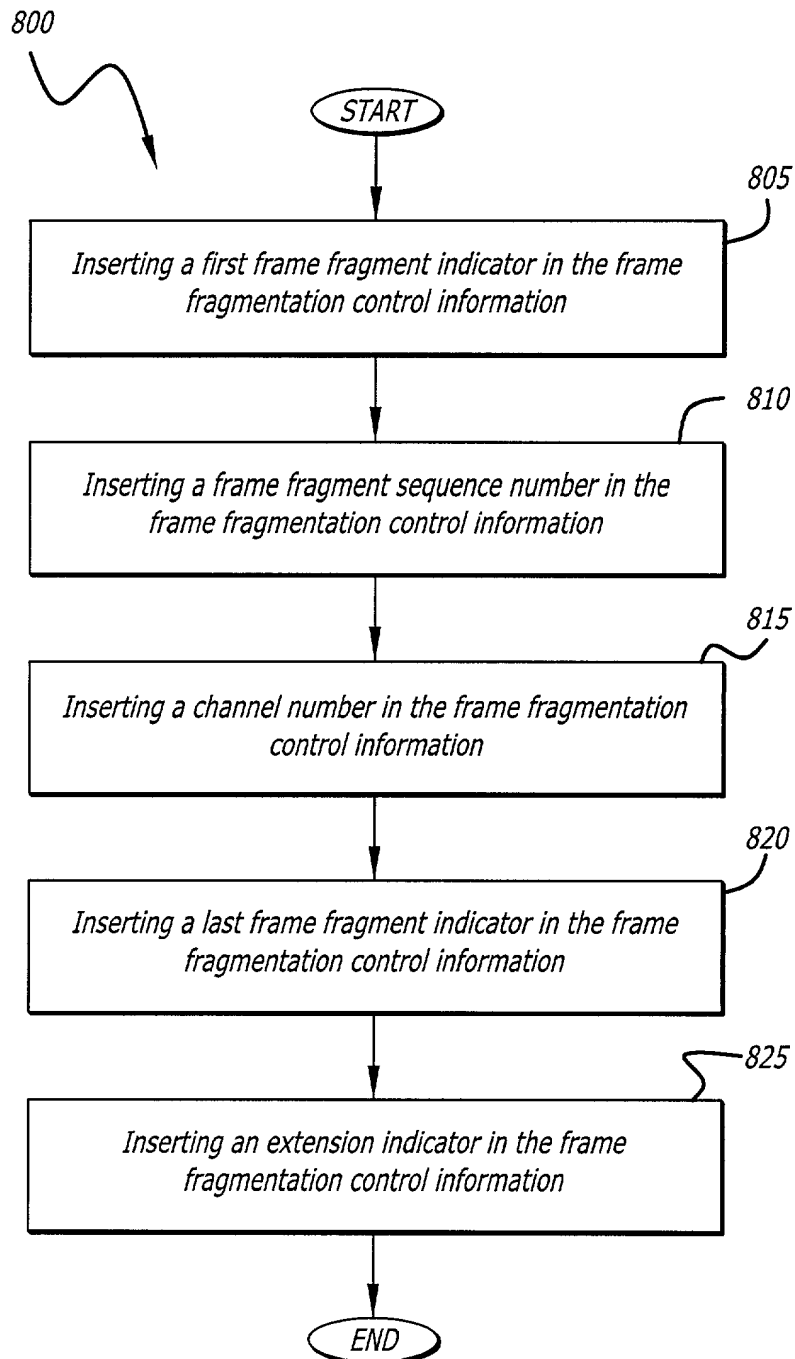 800
START
805
Inserting a first frame fragment indicator in the frame
fragmentation control information
810
Inserting a frame fragment sequence number in the
frame fragmentation control information
815
Inserting a channel number in the frame fragmentation
control information
820
Inserting a last frame fragment indicator in the frame
fragmentation control information
825
Inserting an extension indicator in the frame
fragmentation control information
END